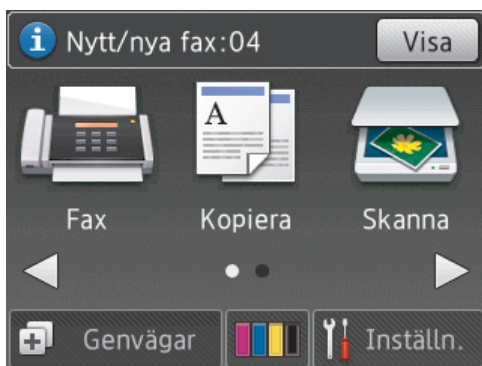 Nytt/nya fax:04 Visa
Fax Kopiera Skanna
Genvägar Inställn.